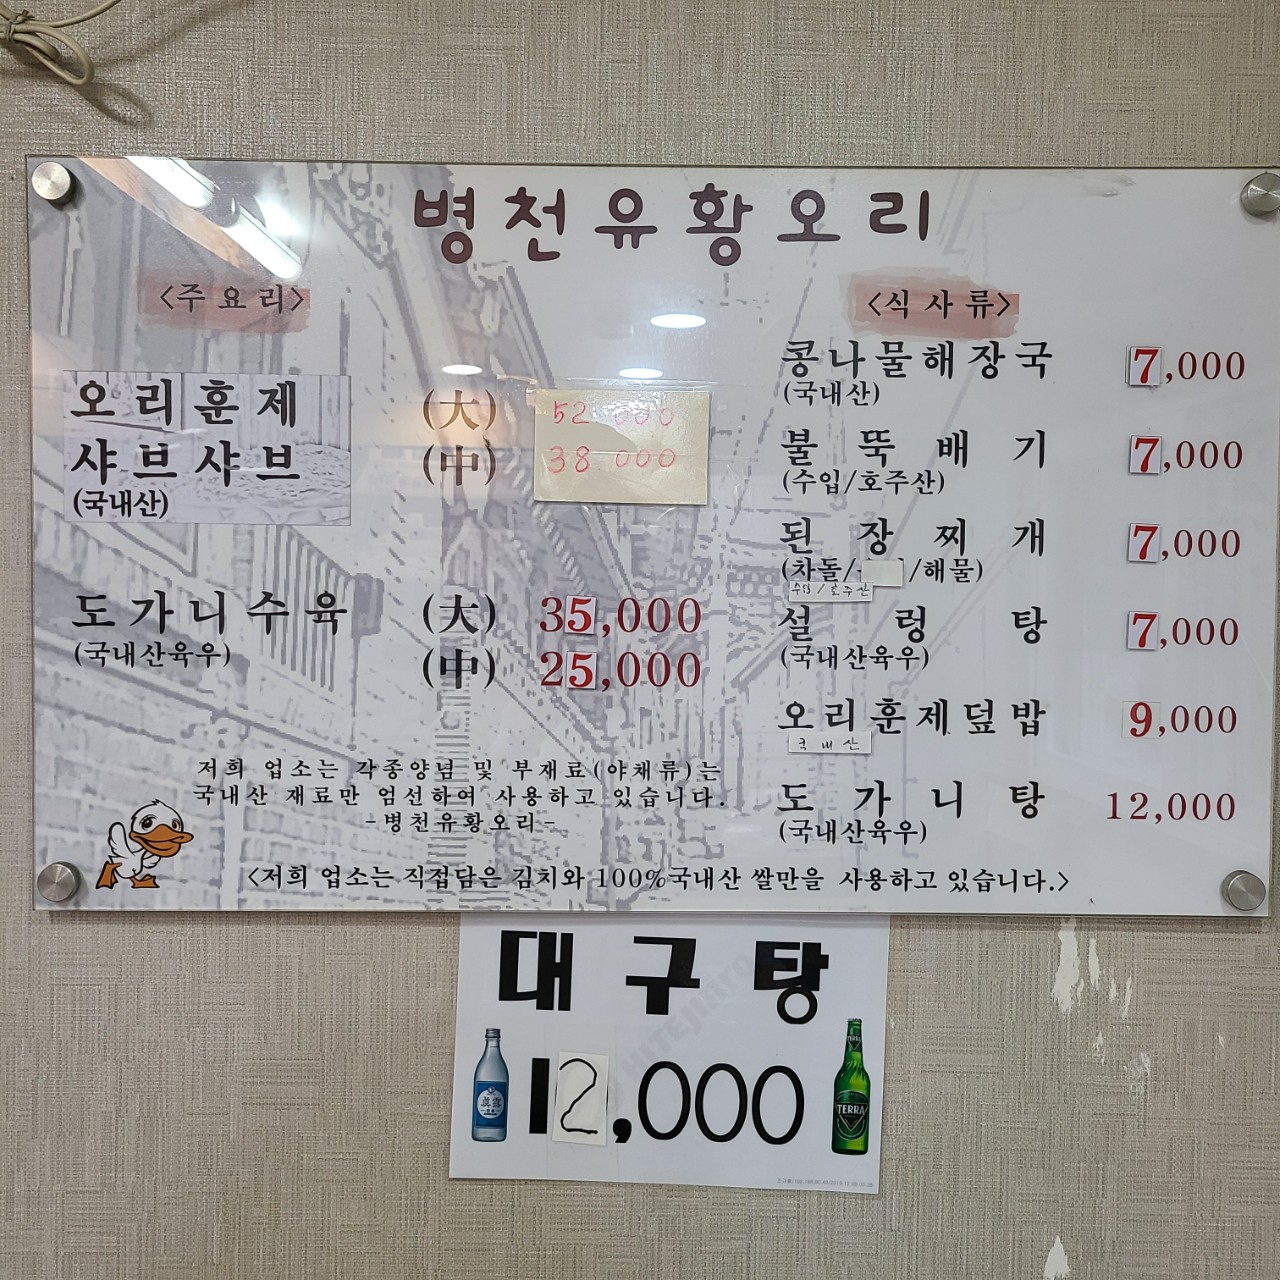 병천유황오리
<주요리>
오리훈제
샤브샤브
(국내산)
(大) 52 000
(中) 38 000
도가니수육
(국내산육우)
(大) 35,000
(中) 25,000
저희 업소는 각종양념 및 부재료(야채류)는
국내산 재료만 엄선하여 사용하고 있습니다.
-병천유황오리-
<식사류>
콩나물해장국 7,000
(국내산)
불뚝배기 7,000
(수입/호주산)
된장찌개 7,000
(차돌/ /해물)
수입/호주산
설렁탕 7,000
(국내산육우)
오리훈제덮밥 9,000
국내산
도가니탕 12,000
(국내산육우)
<저희 업소는 직접담은 김치와 100%국내산 쌀만을 사용하고 있습니다.>
대구탕
12,000
眞露
TERRA
TERRA
HITEJINRO